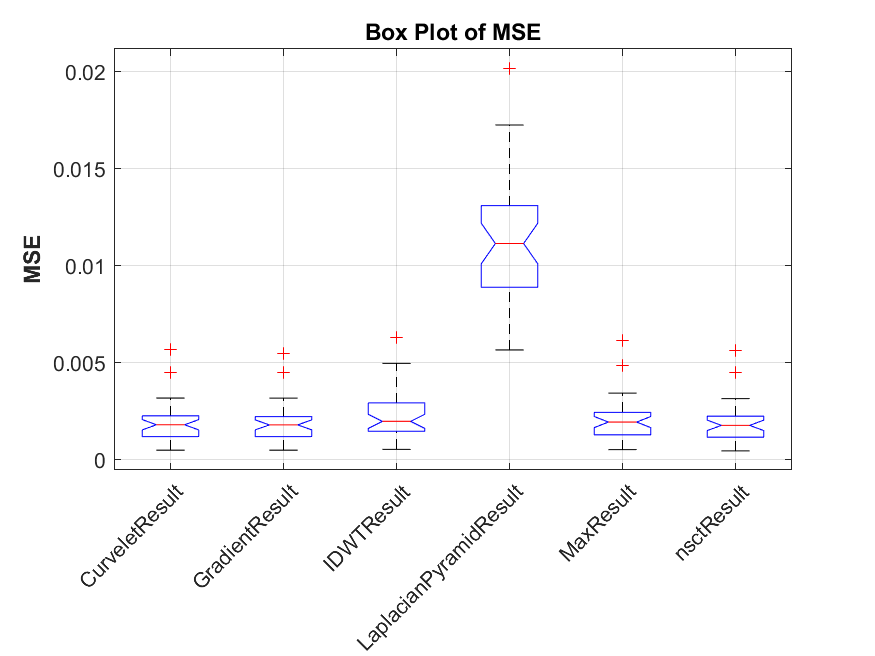 Box Plot of MSE
MSE
0.02
0.015
0.01
0.005
0
CurveletResult
GradientResult
IDWTResult
LaplacianPyramidResult
MaxResult
nsctResult